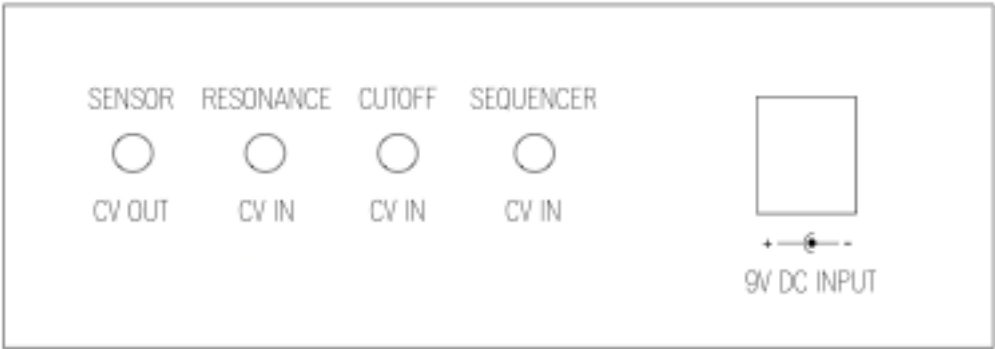 SENSOR RESONANCE CUTOFF SEQUENCER
CV OUT CV IN CV IN CV IN
+ -
9V DC INPUT